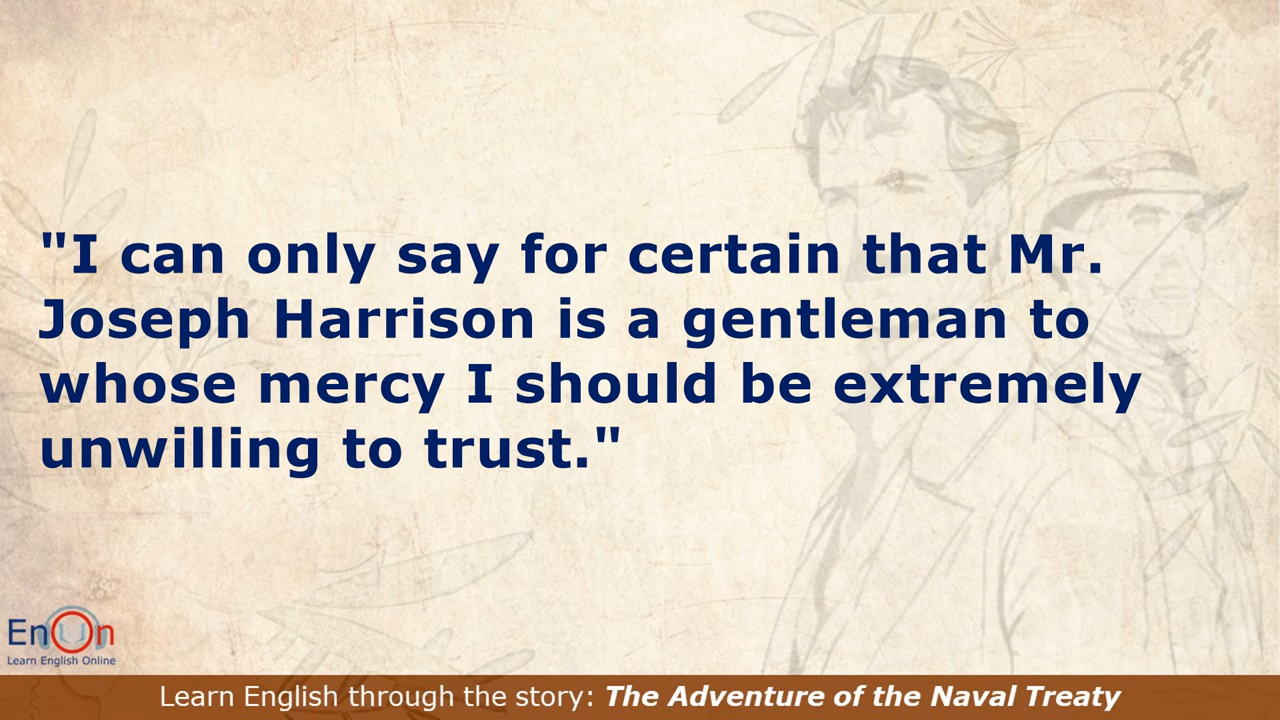 "I can only say for certain that Mr.
Joseph Harrison is a gentleman to
whose mercy I should be extremely
unwilling to trust."
EnOn
Learn English Online
Learn English through the story: The Adventure of the Naval Treaty